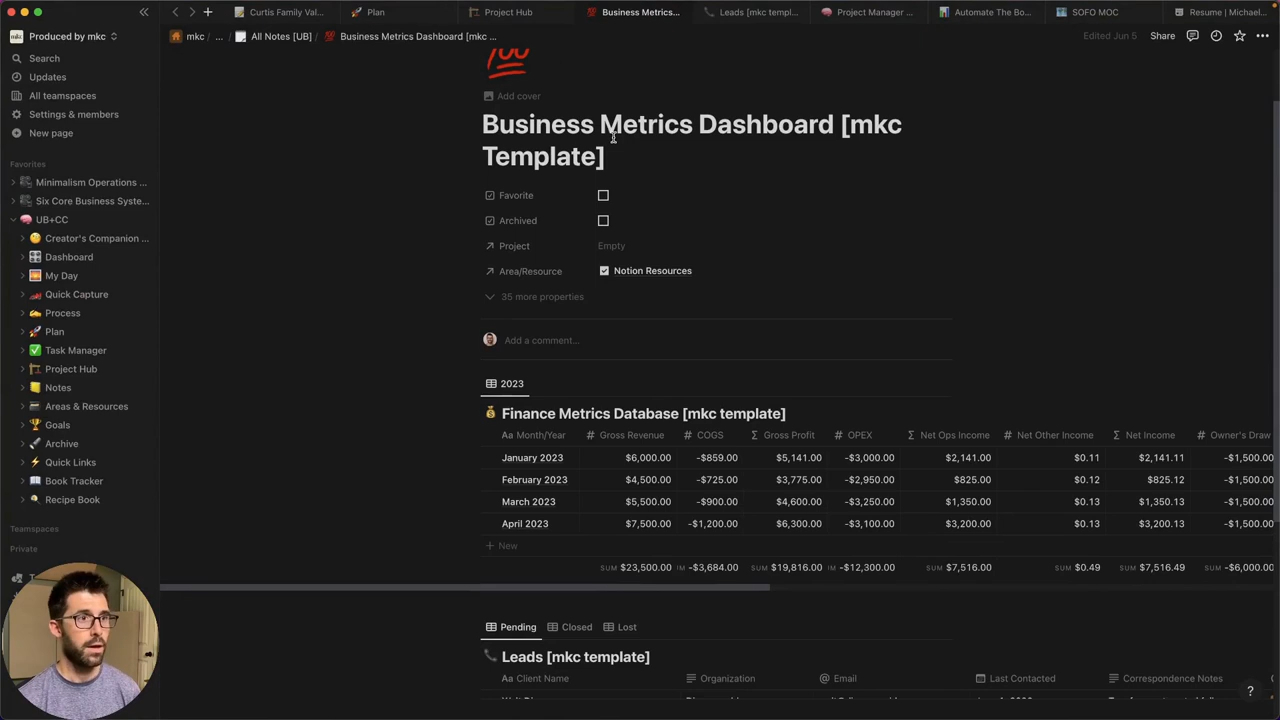 Curtis Family Val...
Plan
Project Hub
Business Metrics...
Leads [mkc templ...
Project Manager ...
Automate The Bo...
SOFO MOC
Resume | Michael...
Produced by mkc
mkc / ... / All Notes [UB] / Business Metrics Dashboard [mkc ...
Edited Jun 5
Share
Search
Updates
All teamspaces
Settings & members
New page
Favorites
Minimalism Operations ...
Six Core Business Syste...
UB+CC
Creator's Companion ...
Dashboard
My Day
Quick Capture
Process
Plan
Task Manager
Project Hub
Notes
Areas & Resources
Goals
Archive
Quick Links
Book Tracker
Recipe Book
Teamspaces
Private
Add cover
Business Metrics Dashboard [mkc
Template]
Favorite
Archived
Project Empty
Area/Resource Notion Resources
35 more properties
Add a comment...
2023
Finance Metrics Database [mkc template]
Aa Month/Year # Gross Revenue # COGS Σ Gross Profit # OPEX Σ Net Ops Income # Net Other Income Σ Net Income # Owner's Draw
January 2023 $6,000.00 -$859.00 $5,141.00 -$3,000.00 $2,141.00 $0.11 $2,141.11 -$1,500.00
February 2023 $4,500.00 -$725.00 $3,775.00 -$2,950.00 $825.00 $0.12 $825.12 -$1,500.00
March 2023 $5,500.00 -$900.00 $4,600.00 -$3,250.00 $1,350.00 $0.13 $1,350.13 -$1,500.00
April 2023 $7,500.00 -$1,200.00 $6,300.00 -$3,100.00 $3,200.00 $0.13 $3,200.13 -$1,500.00
+ New
SUM $23,500.00 -$3,684.00 SUM $19,816.00 -$12,300.00 SUM $7,516.00 SUM $0.49 SUM $7,516.49 SUM -$6,000.00
Pending
Closed
Lost
Leads [mkc template]
Aa Client Name Organization @ Email Last Contacted Correspondence Notes
?